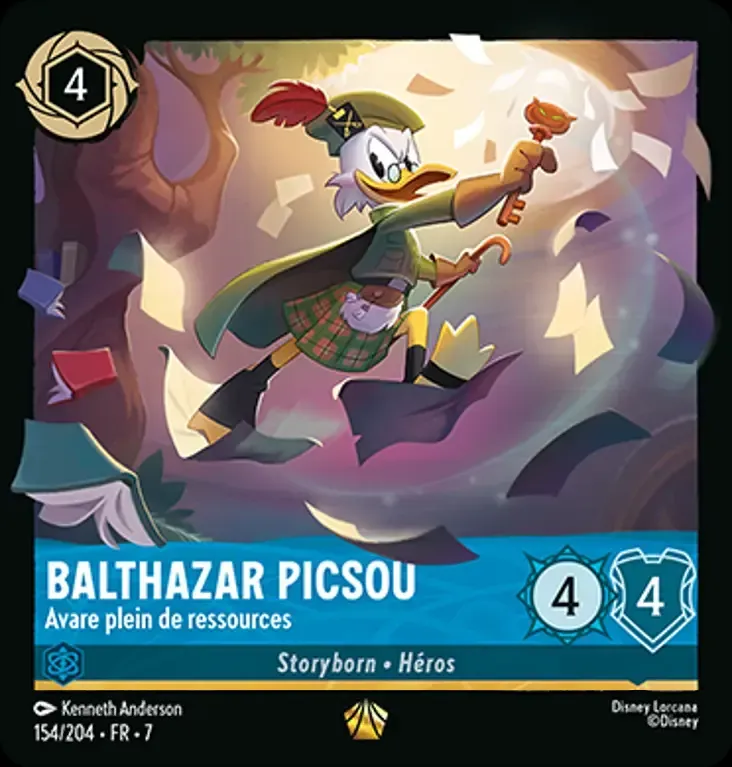 4
BALTHAZAR PICSOU
Avare plein de ressources
4
4
Storyborn • Héros
Kenneth Anderson
154/204 • FR • 7
Disney Lorcana
©Disney